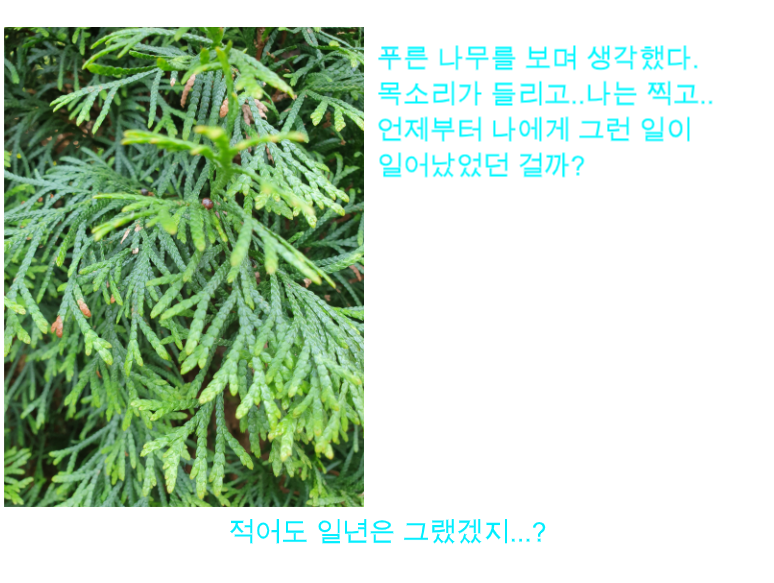 푸른 나무를 보며 생각했다.
목소리가 들리고..나는 찍고..
언제부터 나에게 그런 일이
일어났었던 걸까?
적어도 일년은 그랬겠지...?